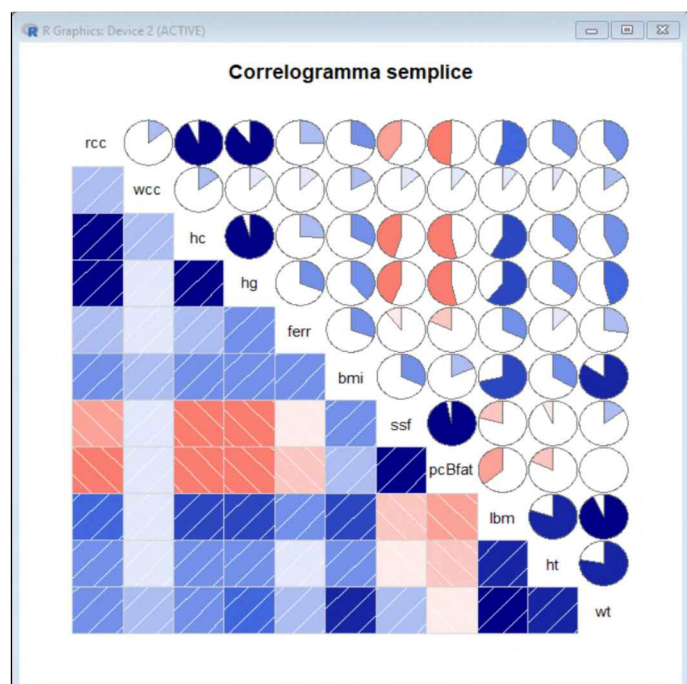 R Graphics: Device 2 (ACTIVE)
Correlogramma semplice
rcc
wcc
hc
hg
ferr
bmi
ssf
pcBfat
lbm
ht
wt